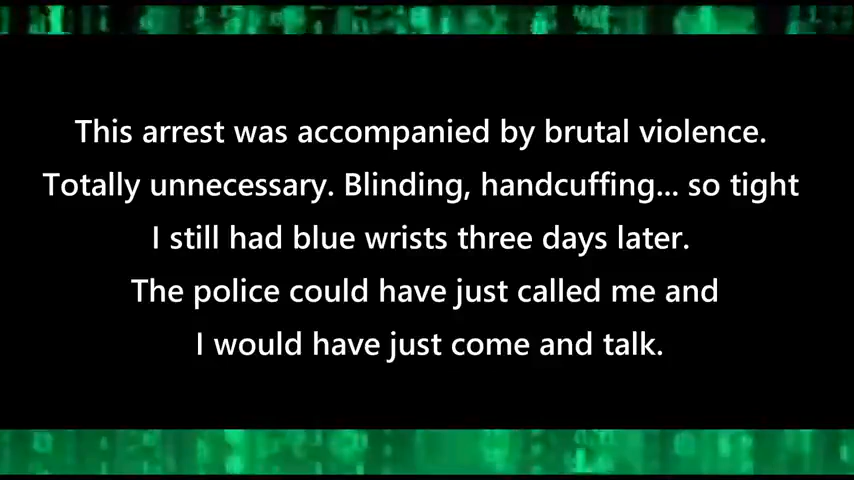 This arrest was accompanied by brutal violence.
Totally unnecessary. Blinding, handcuffing... so tight
I still had blue wrists three days later.
The police could have just called me and
I would have just come and talk.